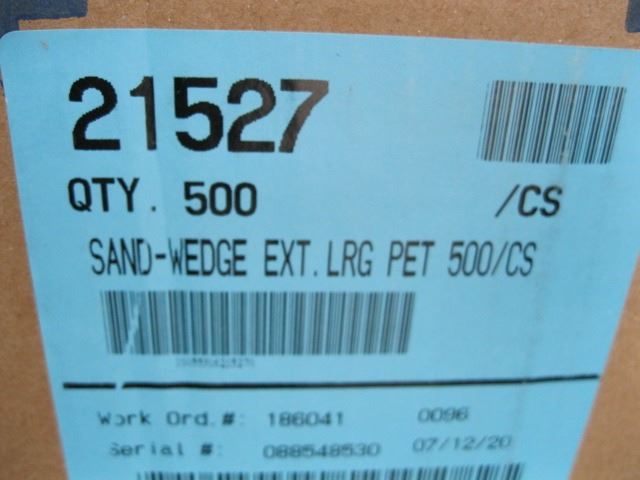 21527
QTY. 500 /CS
SAND-WEDGE EXT. LRG PET 500/CS
Work Ord.#: 186041 0096
Serial #: 088548530 07/12/20